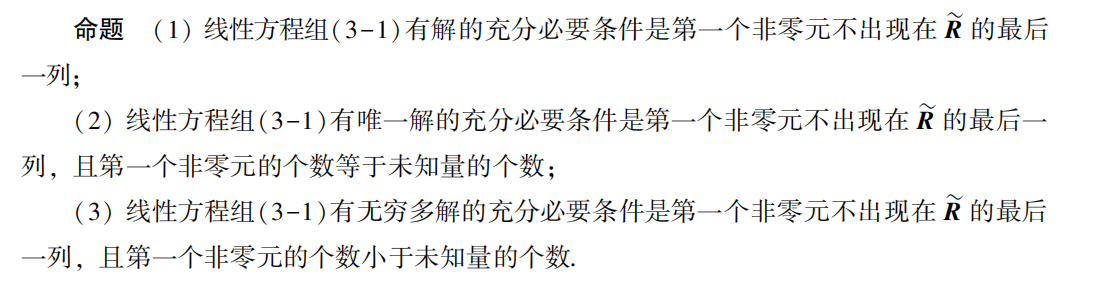 命题 (1) 线性方程组(3-1)有解的充分必要条件是第一个非零元不出现在 $\widetilde{R}$ 的最后
一列;
(2) 线性方程组(3-1)有唯一解的充分必要条件是第一个非零元不出现在 $\widetilde{R}$ 的最后一
列, 且第一个非零元的个数等于未知量的个数;
(3) 线性方程组(3-1)有无穷多解的充分必要条件是第一个非零元不出现在 $\widetilde{R}$ 的最后
一列, 且第一个非零元的个数小于未知量的个数.